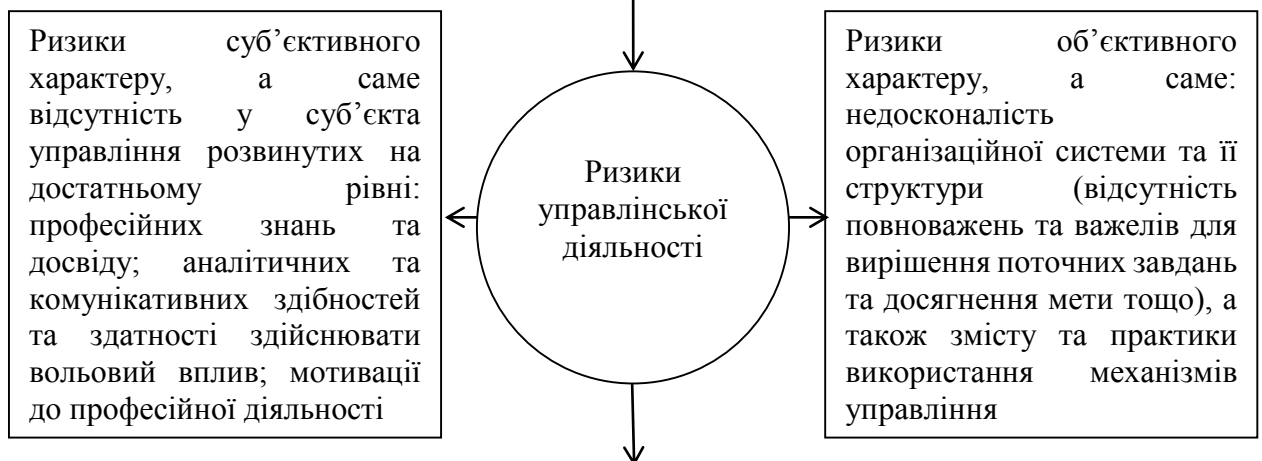 Ризики суб’єктивного
характеру, а саме
відсутність у суб’єкта
управління розвинутих на
достатньому рівні:
професійних знань та
досвіду; аналітичних та
комунікативних здібностей
та здатності здійснювати
вольовий вплив; мотивації
до професійної діяльності
Ризики
управлінської
діяльності
Ризики об’єктивного
характеру, а саме:
недосконалість
організаційної системи та її
структури (відсутність
повноважень та важелів для
вирішення поточних завдань
та досягнення мети тощо), а
також змісту та практики
використання механізмів
управління